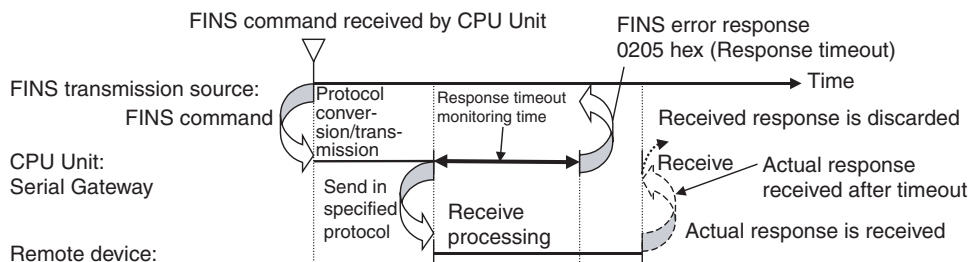 FINS command received by CPU Unit
FINS error response
0205 hex (Response timeout)
Time
FINS transmission source:
FINS command
Protocol
conver-
sion/trans-
mission
Response timeout
monitoring time
Received response is discarded
CPU Unit:
Serial Gateway
Receive
Actual response
received after timeout
Send in
specified
protocol
Receive
processing
Actual response is received
Remote device: